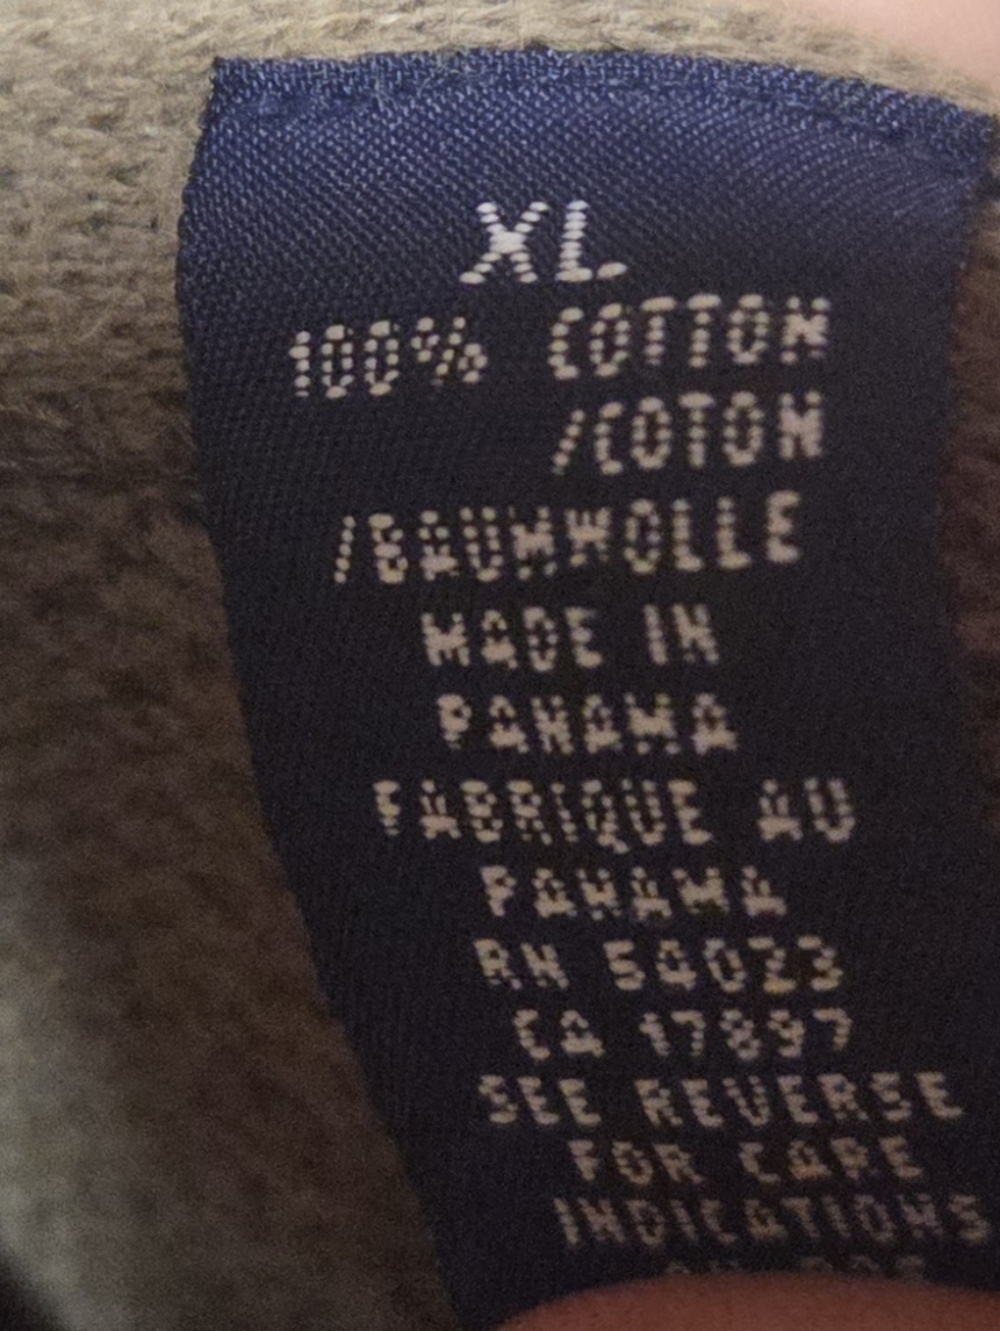 XL
100% COTTON
/COTON
/BAUMWOLLE
MADE IN
PANAMA
FABRIQUE AU
PANAMA
RN 54023
CA 17897
SEE REVERSE
FOR CARE
INDICATIONS